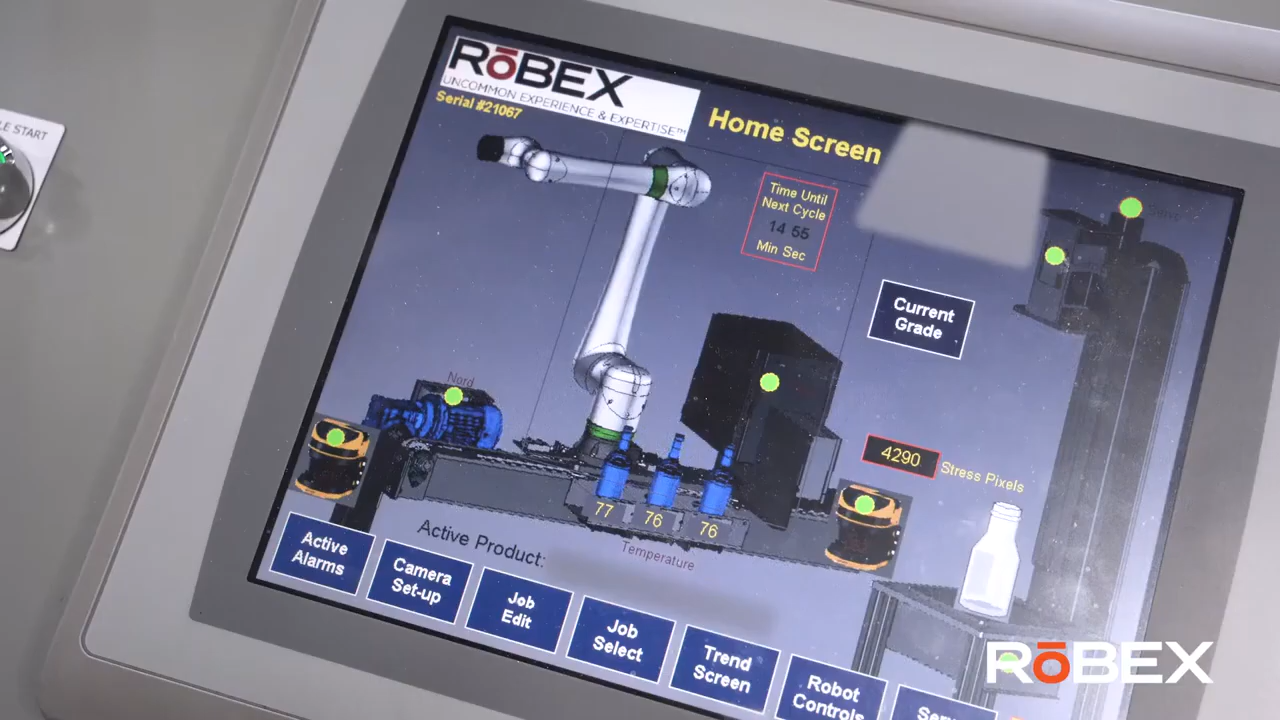 LE START
RōBEX
UNCOMMON EXPERIENCE & EXPERTISE™
Serial #21067
Home Screen
Time Until
Next Cycle
14 55
Min Sec
Current
Grade
Nord
4290
Stress Pixels
77 76 76
Temperature
Active Product:
Active
Alarms
Camera
Set-up
Job
Edit
Job
Select
Trend
Screen
Robot
Controls
RōBEX